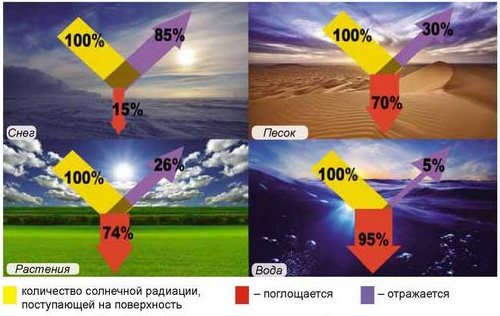 100%
85%
15%
Снег
100%
30%
70%
Песок
100%
26%
74%
Растения
100%
5%
95%
Вода
количество солнечной радиации,
поступающей на поверхность
– поглощается
– отражается